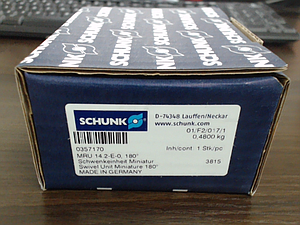 SCHUNK
SCHUNK
D-74348 Lauffen/Neckar
www.schunk.com
01/F2/017/1
0,4800 kg
0357170
Inh/cont: 1 Stk/pc
MRU 14.2-E-0, 180°
Schwenkeinheit Miniatur
Swivel Unit Miniature 180°
3815
MADE IN GERMANY